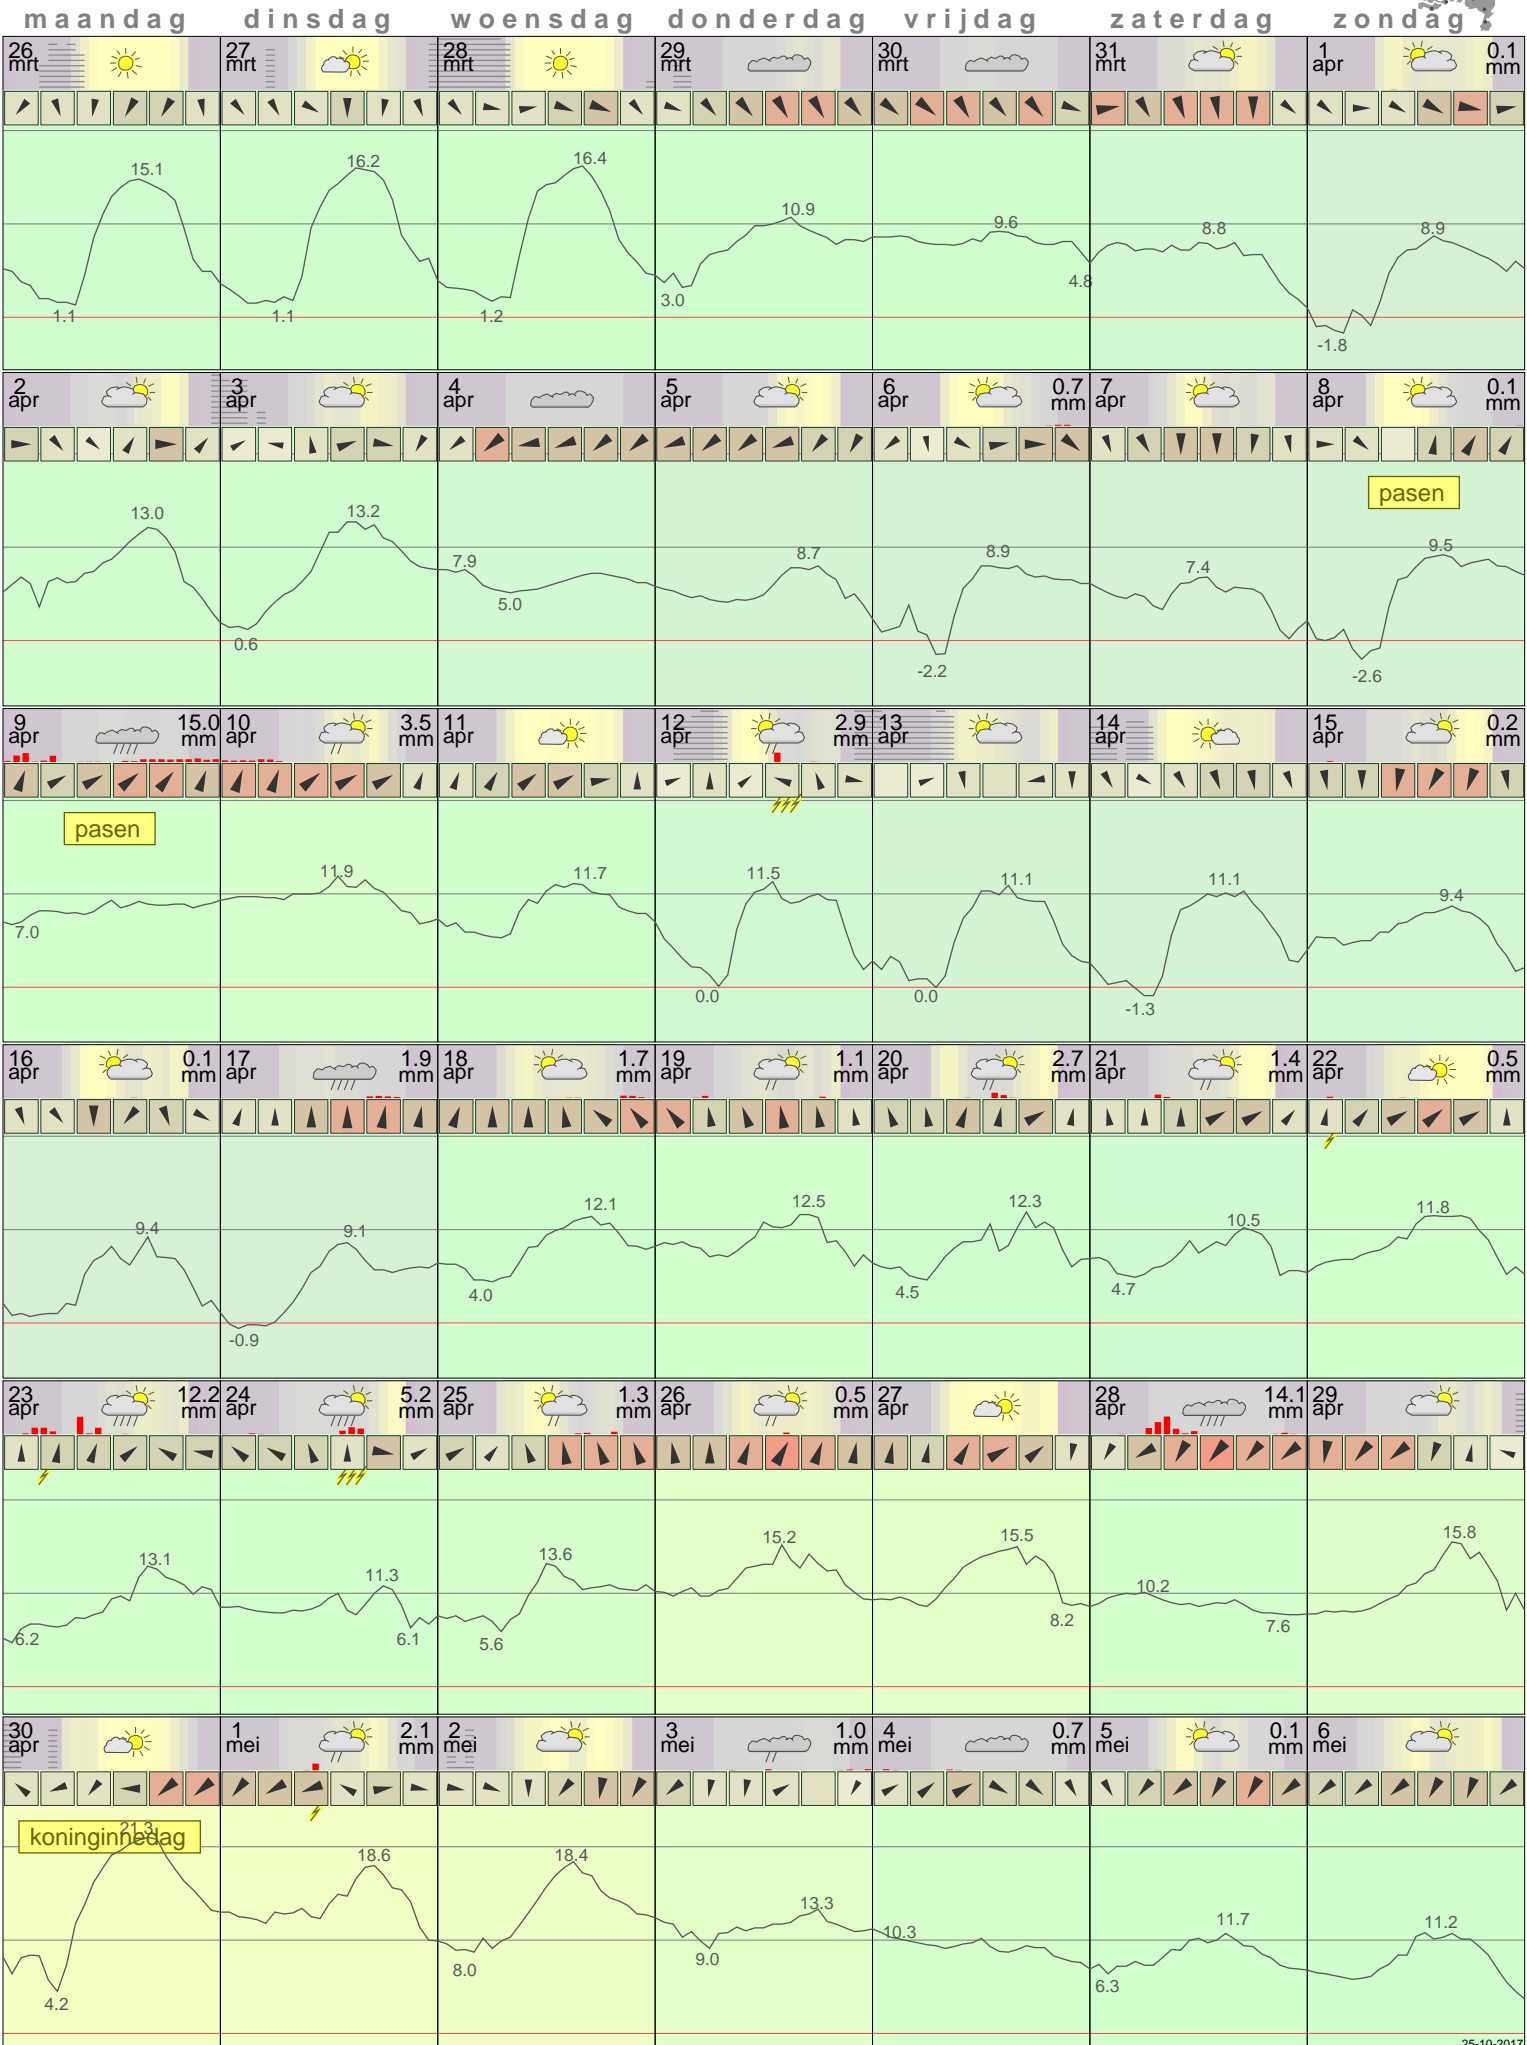 maandag dinsdag woensdag donderdag vrijdag zaterdag zondag
26 27 28 29 30 31 1 0.1
mrt mrt mrt mrt mrt mrt apr mm
15.1 16.2 16.4 10.9 9.6 8.8 8.9
1.1 1.1 1.2 3.0 4.8 -1.8
2 3 4 5 6 0.7 7 8 0.1
apr apr apr apr apr mm apr apr mm
pasen
13.0 13.2 7.9 8.7 8.9 7.4 9.5
0.6 5.0 -2.2 -2.6
9 15.0 10 3.5 11 12 2.9 13 14 15 0.2
apr mm apr mm apr apr mm apr apr apr mm
pasen
11.9 11.7 11.5 11.1 11.1 9.4
7.0 0.0 0.0 -1.3
16 0.1 17 1.9 18 1.7 19 1.1 20 2.7 21 1.4 22 0.5
apr mm apr mm apr mm apr mm apr mm apr mm apr mm
9.4 9.1 12.1 12.5 12.3 10.5 11.8
-0.9 4.0 4.5 4.7
23 12.2 24 5.2 25 1.3 26 0.5 27 28 14.1 29
apr mm apr mm apr mm apr mm apr apr mm apr
13.1 11.3 13.6 15.2 15.5 10.2 15.8
6.2 6.1 5.6 8.2 7.6
30 1 2.1 2 3 1.0 4 0.7 5 0.1 6
apr mei mm mei mei mm mei mm mei mm mei
koninginnedag
21.3 18.6 18.4 13.3 10.3 11.7 11.2
4.2 8.0 9.0 6.3
25-10-2017